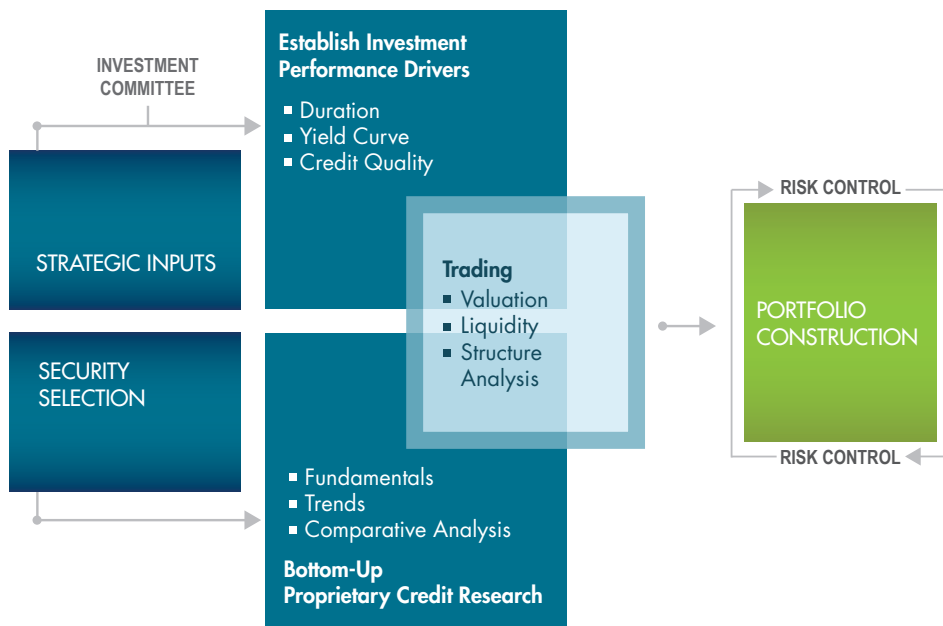 INVESTMENT
COMMITTEE
STRATEGIC INPUTS
Establish Investment
Performance Drivers
▪ Duration
▪ Yield Curve
▪ Credit Quality
SECURITY
SELECTION
▪ Fundamentals
▪ Trends
▪ Comparative Analysis
Bottom-Up
Proprietary Credit Research
Trading
▪ Valuation
▪ Liquidity
▪ Structure
Analysis
RISK CONTROL
PORTFOLIO
CONSTRUCTION
RISK CONTROL